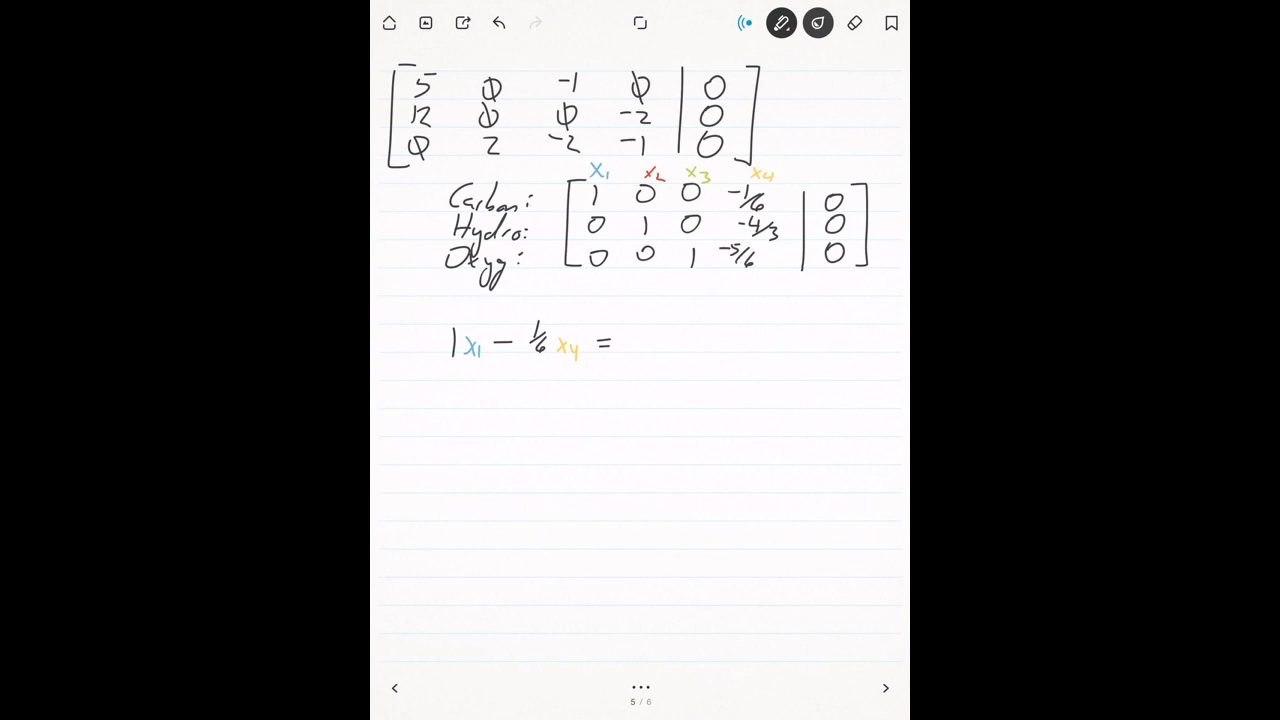 5 0 -1 0 | 0
12 0 0 -2 | 0
0 2 -2 -1 | 0
x1 x2 x3 x4
Carbon: 1 0 0 -1/6 | 0
Hydro: 0 1 0 -4/3 | 0
Oxyg: 0 0 1 -5/6 | 0
1x1 - 1/6 x4 =
5 / 6